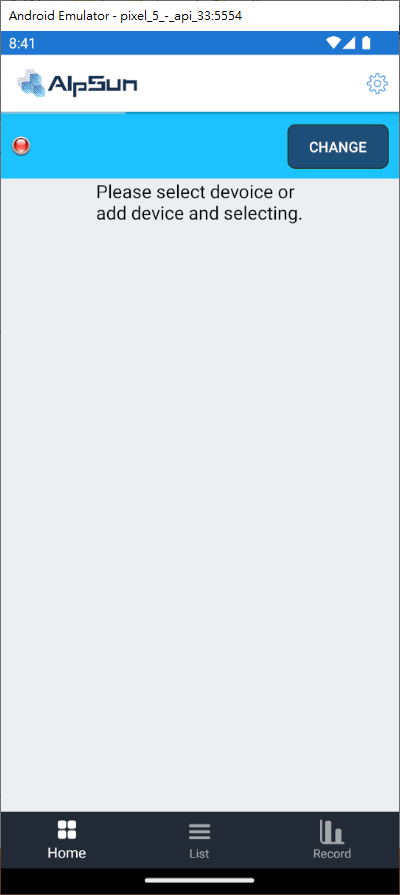 Android Emulator - pixel_5_-_api_33:5554
8:41
AlpSun
CHANGE
Please select devoice or
add device and selecting.
Home
List
Record